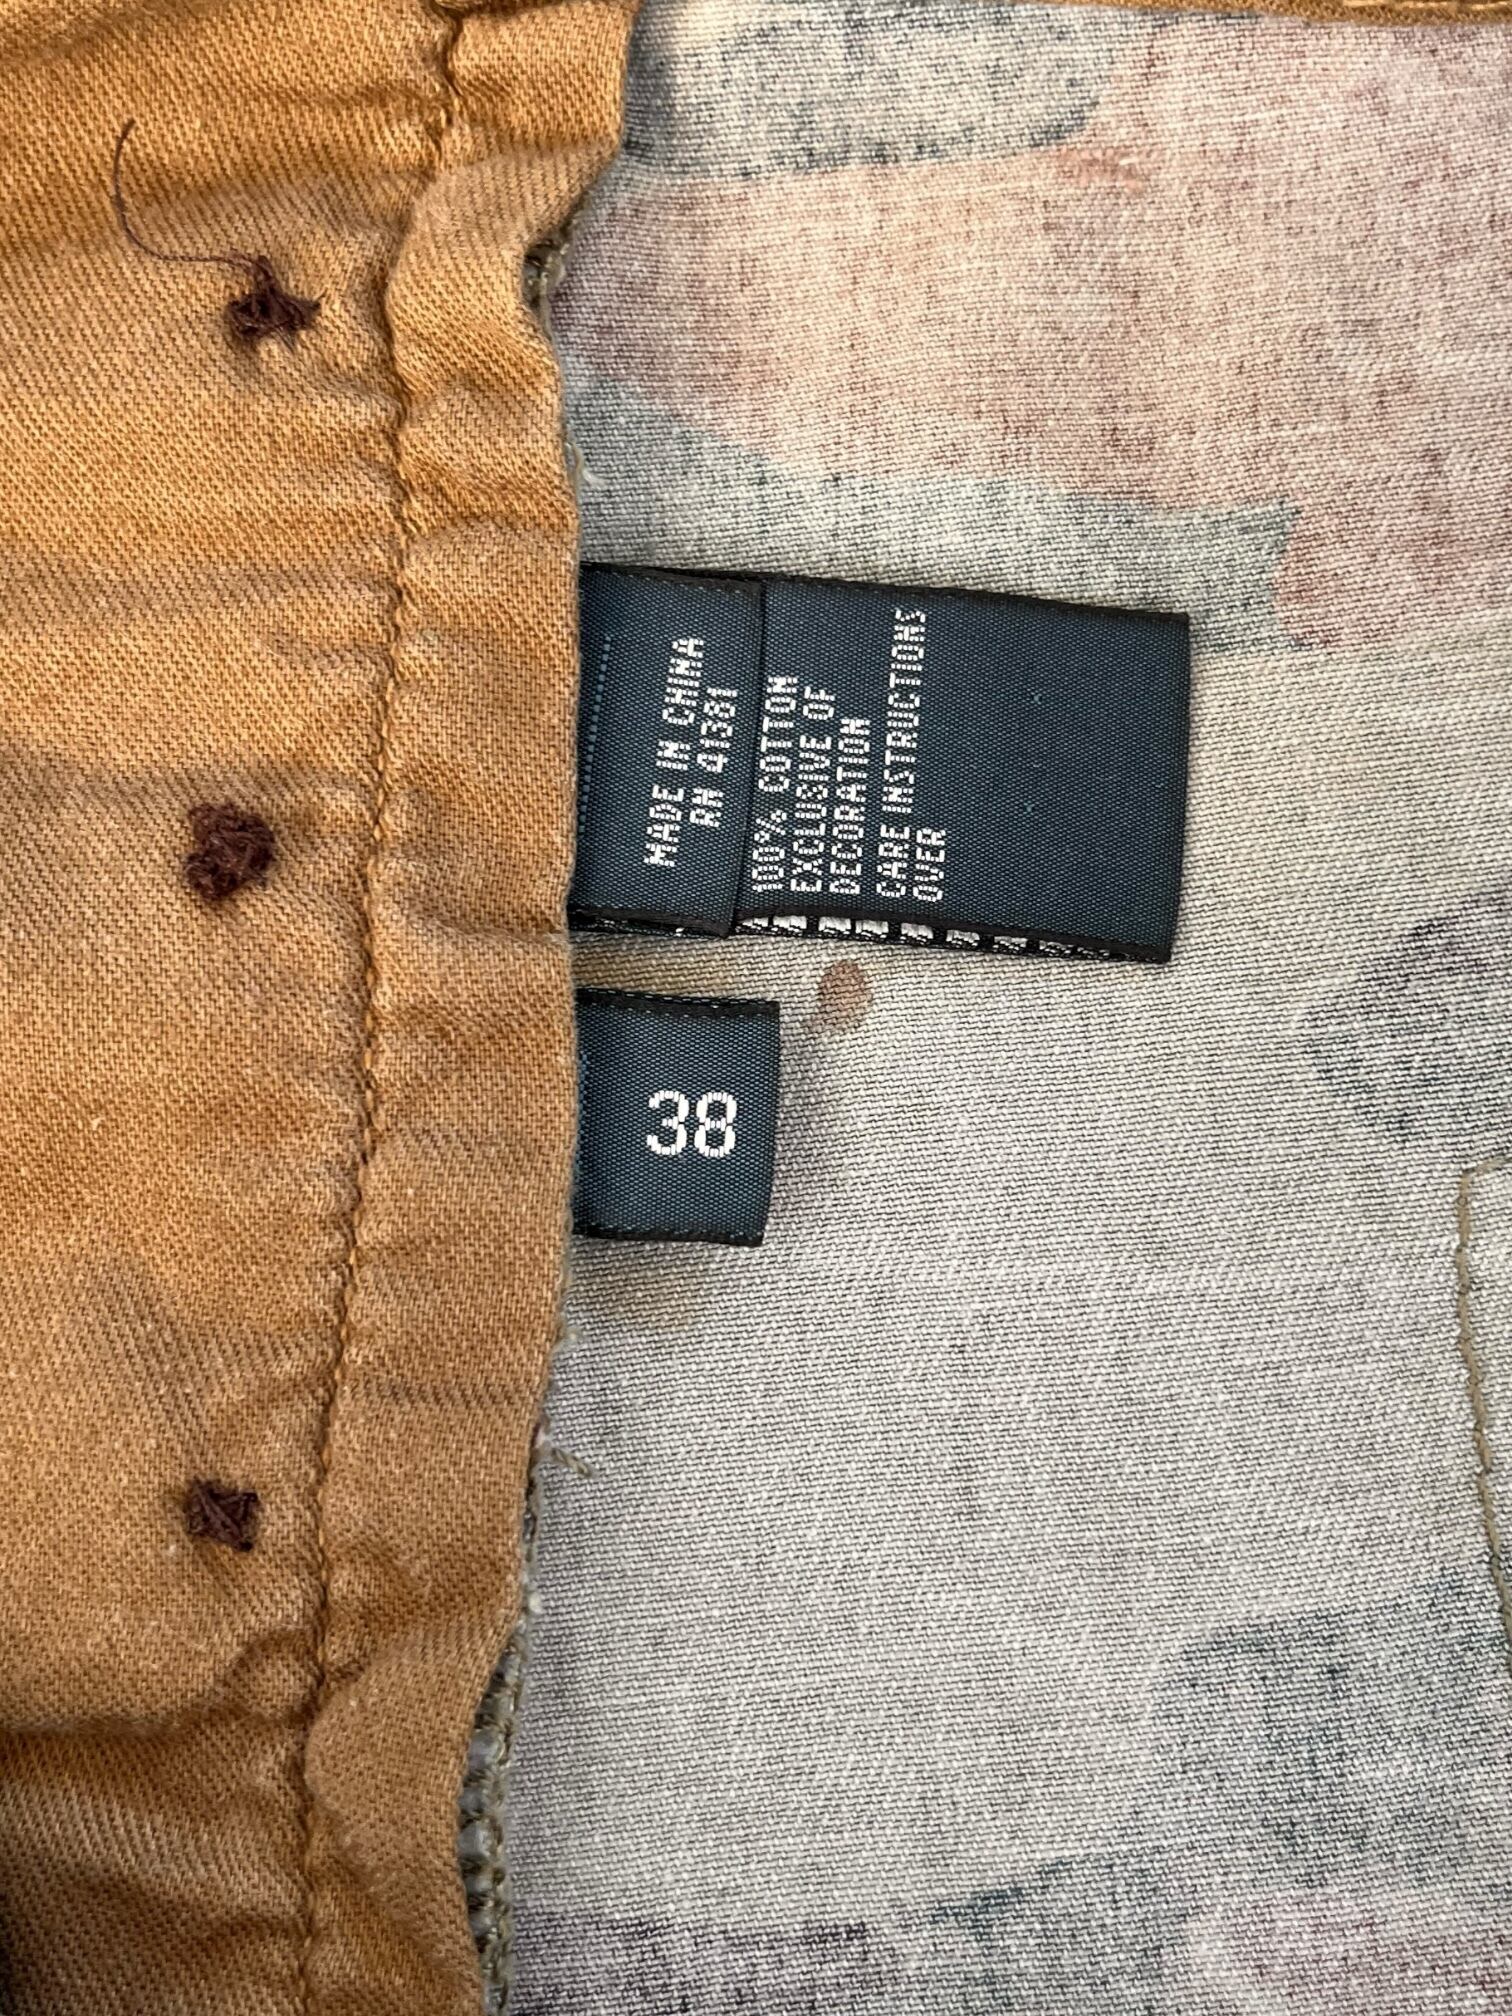 MADE IN CHINA
RN 41381
100% COTTON
EXCLUSIVE OF
DECORATION
CARE INSTRUCTIONS
OVER
38